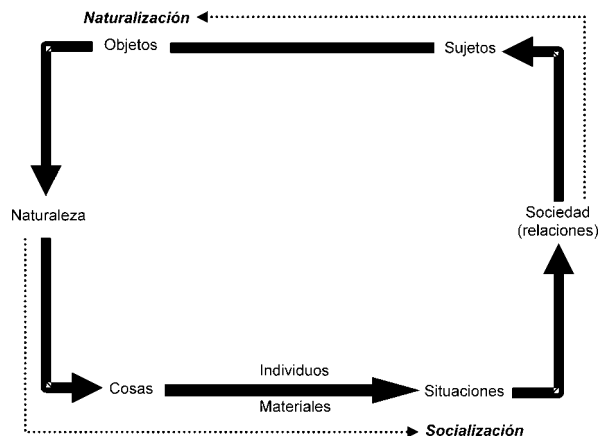 Naturalización
Objetos
Sujetos
Naturaleza
Sociedad
(relaciones)
Individuos
Cosas
Situaciones
Materiales
Socialización